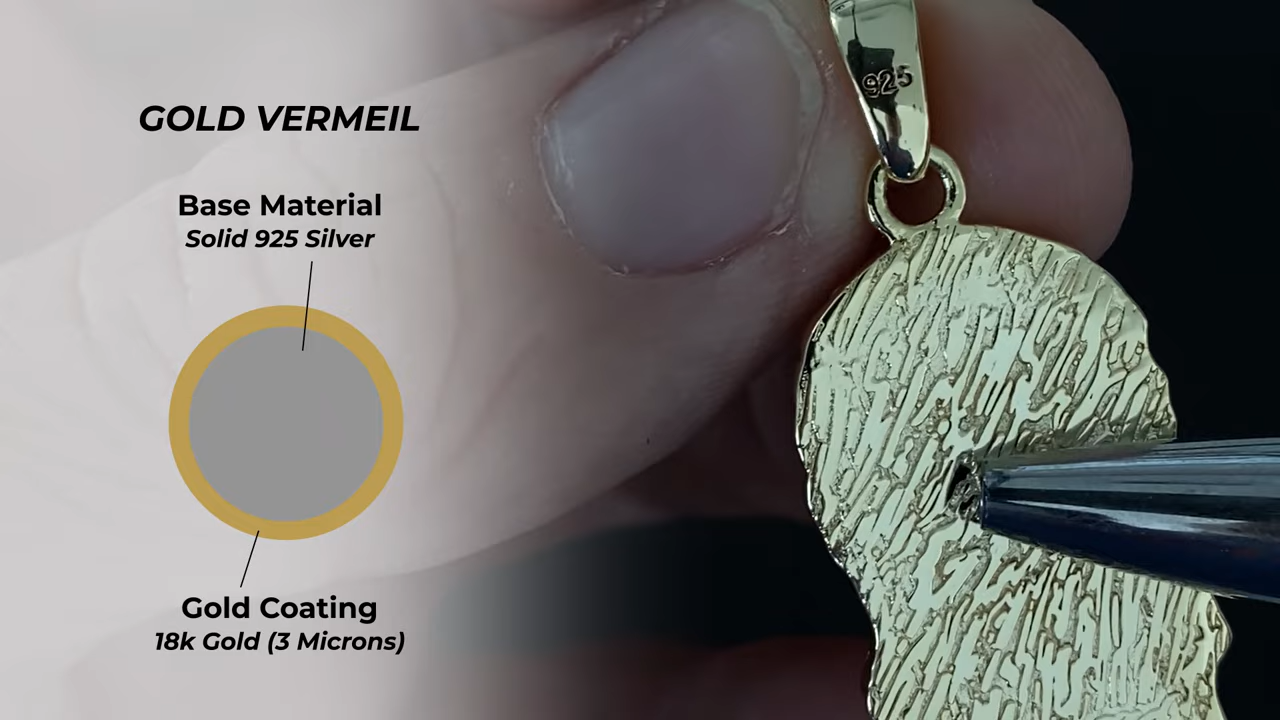 GOLD VERMEIL
Base Material
Solid 925 Silver
Gold Coating
18k Gold (3 Microns)
925